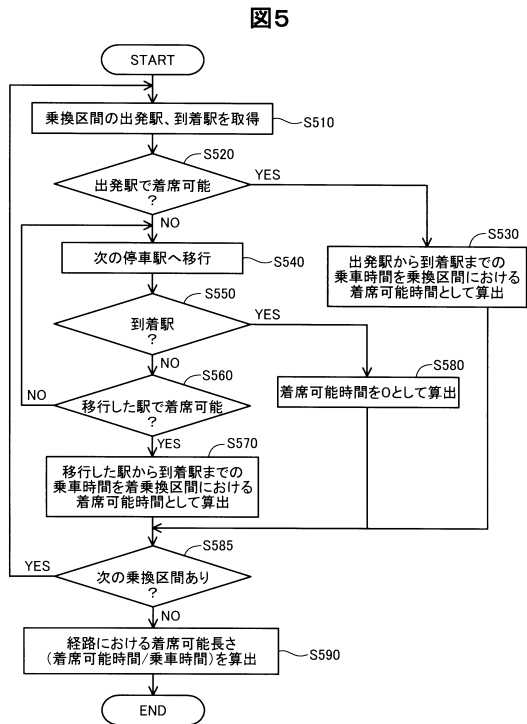 図5
START
乗換区間の出発駅、到着駅を取得
S510
S520
出発駅で着席可能
?
YES
NO
S530
出発駅から到着駅までの
乗車時間を乗換区間における
着席可能時間として算出
次の停車駅へ移行
S540
S550
到着駅
?
YES
NO
S560
移行した駅で着席可能
?
NO
YES
S580
着席可能時間を0として算出
S570
移行した駅から到着駅までの
乗車時間を着乗換区間における
着席可能時間として算出
S585
次の乗換区間あり
?
YES
NO
経路における着席可能長さ
(着席可能時間/乗車時間)を算出
S590
END